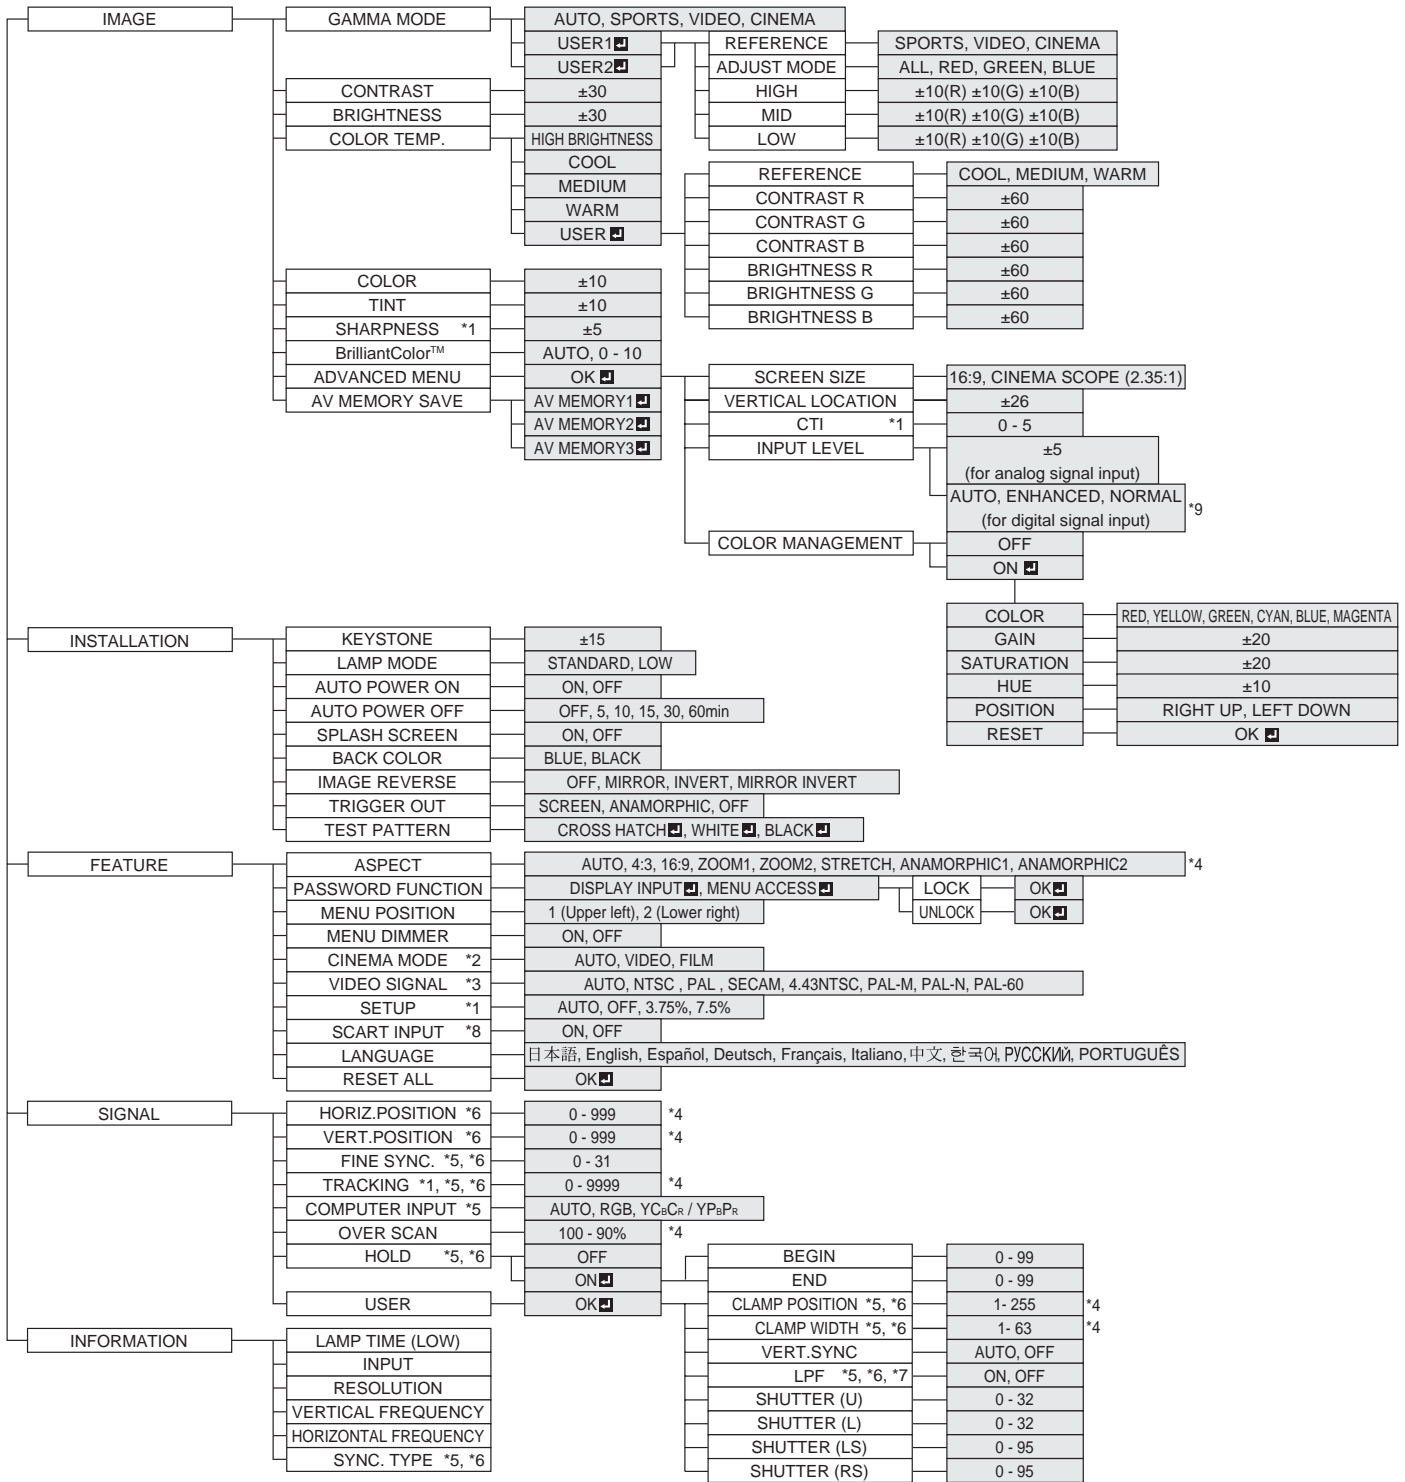 IMAGE GAMMA MODE AUTO, SPORTS, VIDEO, CINEMA
USER1 REFERENCE SPORTS, VIDEO, CINEMA
USER2 ADJUST MODE ALL, RED, GREEN, BLUE
CONTRAST ±30 HIGH ±10(R) ±10(G) ±10(B)
BRIGHTNESS ±30 MID ±10(R) ±10(G) ±10(B)
COLOR TEMP. HIGH BRIGHTNESS LOW ±10(R) ±10(G) ±10(B)
COOL
REFERENCE COOL, MEDIUM, WARM
MEDIUM
CONTRAST R ±60
WARM
CONTRAST G ±60
USER
CONTRAST B ±60
BRIGHTNESS R ±60
COLOR ±10
BRIGHTNESS G ±60
TINT ±10
BRIGHTNESS B ±60
SHARPNESS *1 ±5
BrilliantColor™ AUTO, 0 - 10
ADVANCED MENU OK SCREEN SIZE 16:9, CINEMA SCOPE (2.35:1)
AV MEMORY SAVE AV MEMORY1 VERTICAL LOCATION ±26
AV MEMORY2 CTI *1 0 - 5
AV MEMORY3 INPUT LEVEL ±5
(for analog signal input)
AUTO, ENHANCED, NORMAL
(for digital signal input) *9
COLOR MANAGEMENT OFF
ON
COLOR RED, YELLOW, GREEN, CYAN, BLUE, MAGENTA
GAIN ±20
SATURATION ±20
HUE ±10
POSITION RIGHT UP, LEFT DOWN
RESET OK
INSTALLATION KEYSTONE ±15
LAMP MODE STANDARD, LOW
AUTO POWER ON ON, OFF
AUTO POWER OFF OFF, 5, 10, 15, 30, 60min
SPLASH SCREEN ON, OFF
BACK COLOR BLUE, BLACK
IMAGE REVERSE OFF, MIRROR, INVERT, MIRROR INVERT
TRIGGER OUT SCREEN, ANAMORPHIC, OFF
TEST PATTERN CROSS HATCH, WHITE, BLACK
FEATURE ASPECT AUTO, 4:3, 16:9, ZOOM1, ZOOM2, STRETCH, ANAMORPHIC1, ANAMORPHIC2 *4
PASSWORD FUNCTION DISPLAY INPUT, MENU ACCESS LOCK OK
MENU POSITION 1 (Upper left), 2 (Lower right) UNLOCK OK
MENU DIMMER ON, OFF
CINEMA MODE *2 AUTO, VIDEO, FILM
VIDEO SIGNAL *3 AUTO, NTSC , PAL , SECAM, 4.43NTSC, PAL-M, PAL-N, PAL-60
SETUP *1 AUTO, OFF, 3.75%, 7.5%
SCART INPUT *8 ON, OFF
LANGUAGE 日本語, English, Español, Deutsch, Français, Italiano, 中文, 한국어, РУССКИЙ, PORTUGUÊS
RESET ALL OK
SIGNAL HORIZ.POSITION *6 0 - 999 *4
VERT.POSITION *6 0 - 999 *4
FINE SYNC. *5, *6 0 - 31
TRACKING *1, *5, *6 0 - 9999 *4
COMPUTER INPUT *5 AUTO, RGB, YCBCR / YPBPR
OVER SCAN 100 - 90% *4
HOLD *5, *6 OFF BEGIN 0 - 99
ON END 0 - 99
USER OK CLAMP POSITION *5, *6 1- 255 *4
CLAMP WIDTH *5, *6 1- 63 *4
VERT.SYNC AUTO, OFF
LPF *5, *6, *7 ON, OFF
SHUTTER (U) 0 - 32
SHUTTER (L) 0 - 32
SHUTTER (LS) 0 - 95
SHUTTER (RS) 0 - 95
INFORMATION LAMP TIME (LOW)
INPUT
RESOLUTION
VERTICAL FREQUENCY
HORIZONTAL FREQUENCY
SYNC. TYPE *5, *6